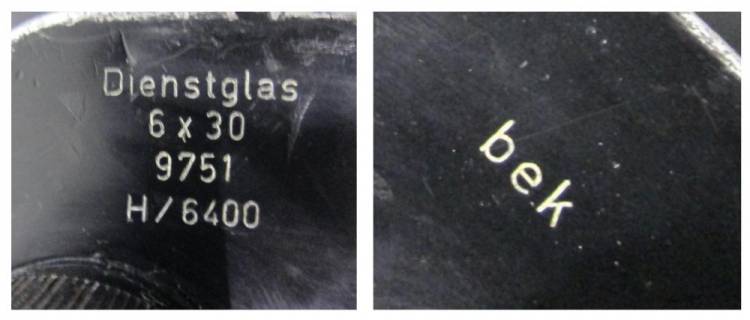 Dienstglas
6 x 30
9751
H/6400
bek